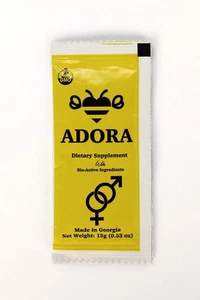 ADORA
Dietary Supplement
With
Bio-Active Ingredients
Made in Georgia
Net Weight: 15g (0.53 oz)